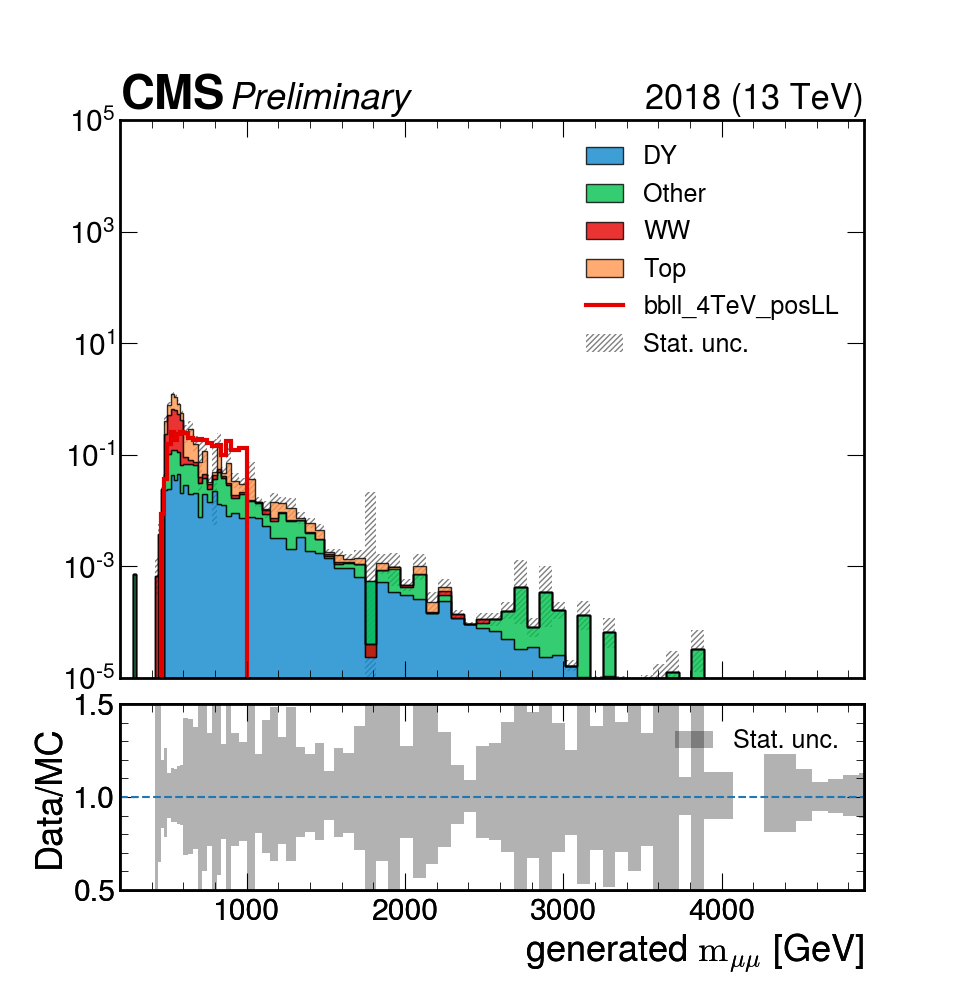 CMS Preliminary 2018 (13 TeV)
10^5
DY
Other
10^3
WW
Top
bbll_4TeV_posLL
10^1
Stat. unc.
10^-1
10^-3
10^-5
1.5
Stat. unc.
1.0
Data/MC
0.5
1000 2000 3000 4000
generated m_μμ [GeV]